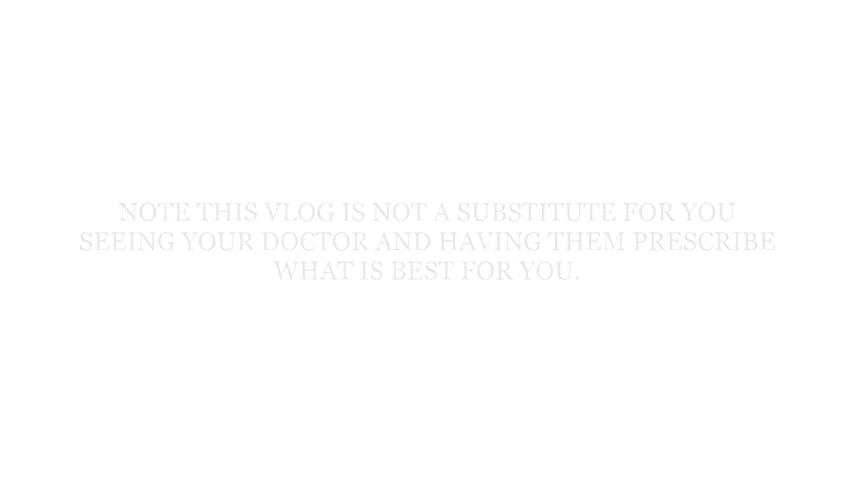 NOTE THIS VLOG IS NOT A SUBSTITUTE FOR YOU
SEEING YOUR DOCTOR AND HAVING THEM PRESCRIBE
WHAT IS BEST FOR YOU.